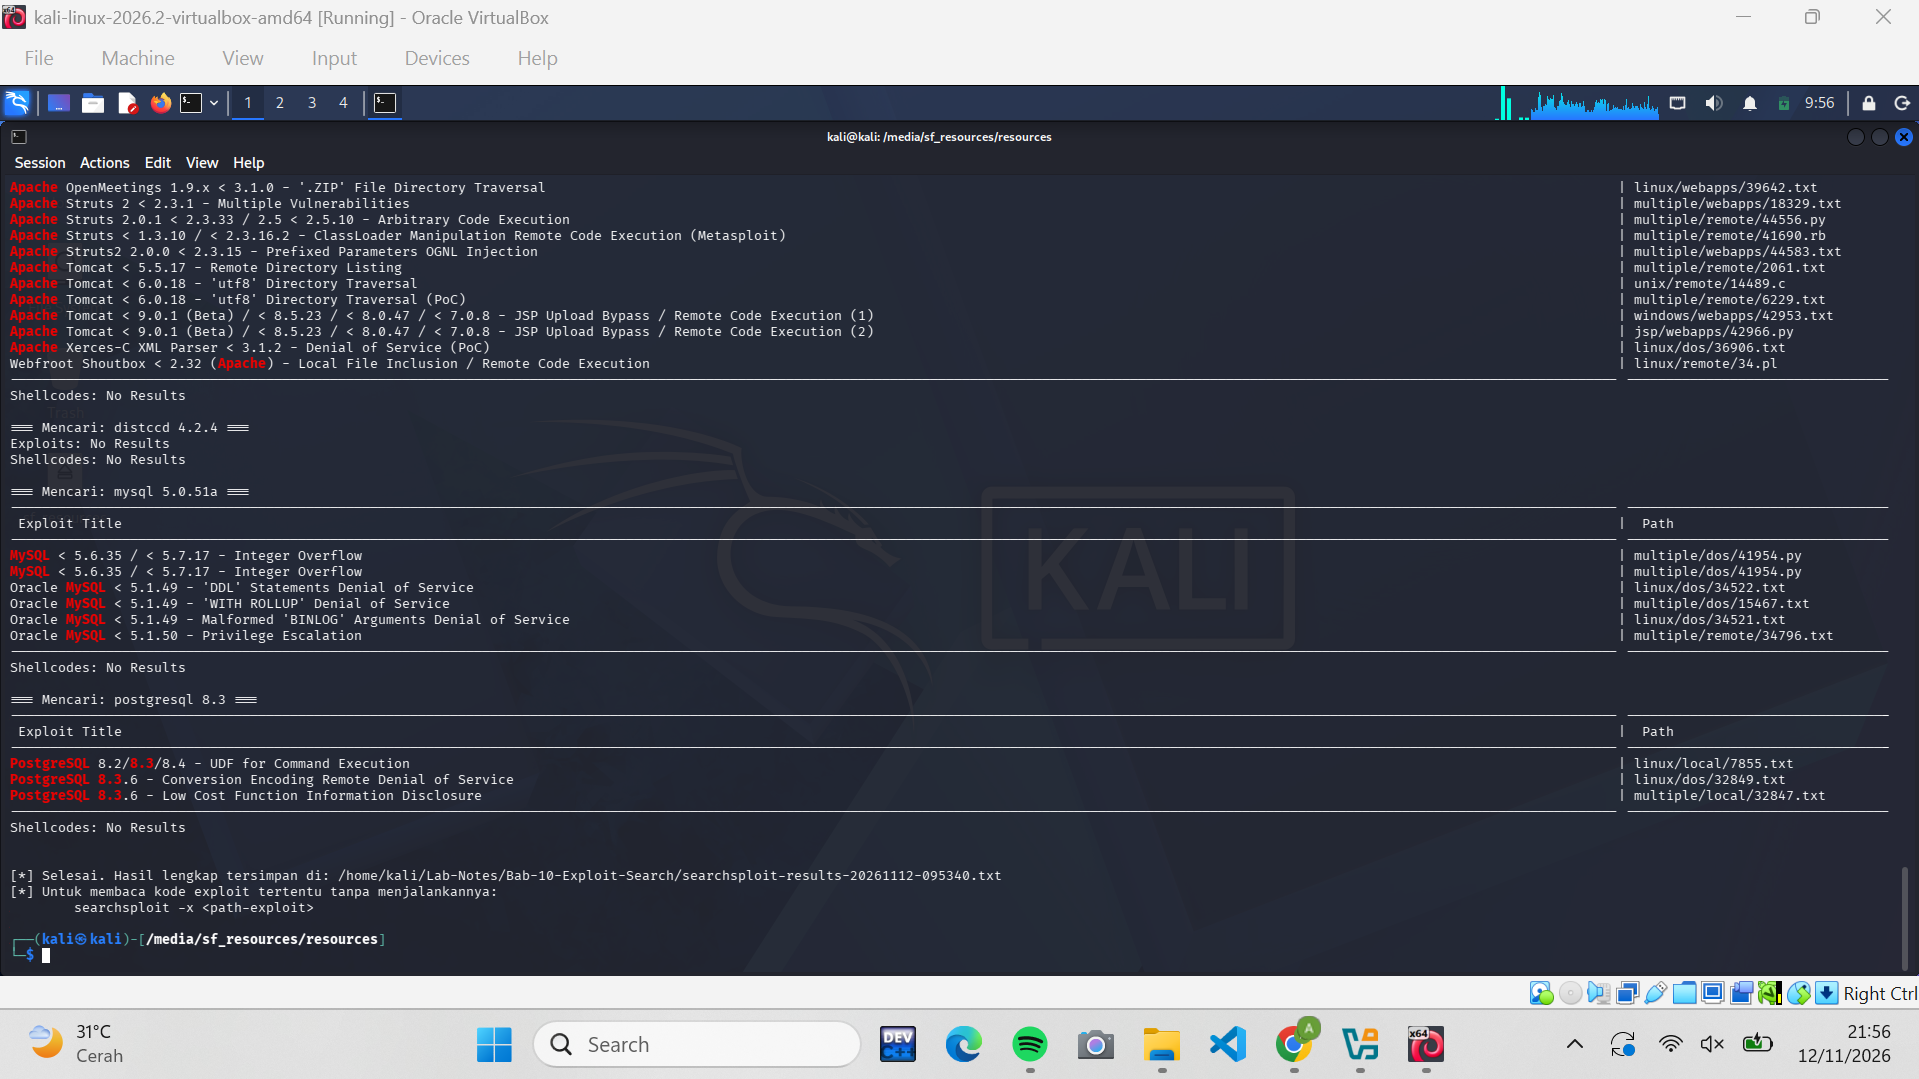 kali-linux-2026.2-virtualbox-amd64 [Running] - Oracle VirtualBox
File Machine View Input Devices Help
1 2 3 4 9:56
kali@kali: /media/sf_resources/resources
Session Actions Edit View Help
Apache OpenMeetings 1.9.x < 3.1.0 - '.ZIP' File Directory Traversal | linux/webapps/39642.txt
Apache Struts 2 < 2.3.1 - Multiple Vulnerabilities | multiple/webapps/18329.txt
Apache Struts 2.0.1 < 2.3.33 / 2.5 < 2.5.10 - Arbitrary Code Execution | multiple/remote/44556.py
Apache Struts < 1.3.10 / < 2.3.16.2 - ClassLoader Manipulation Remote Code Execution (Metasploit) | multiple/remote/41690.rb
Apache Struts2 2.0.0 < 2.3.15 - Prefixed Parameters OGNL Injection | multiple/webapps/44583.txt
Apache Tomcat < 5.5.17 - Remote Directory Listing | multiple/remote/2061.txt
Apache Tomcat < 6.0.18 - 'utf8' Directory Traversal | unix/remote/14489.c
Apache Tomcat < 6.0.18 - 'utf8' Directory Traversal (PoC) | multiple/remote/6229.txt
Apache Tomcat < 9.0.1 (Beta) / < 8.5.23 / < 8.0.47 / < 7.0.8 - JSP Upload Bypass / Remote Code Execution (1) | windows/webapps/42953.txt
Apache Tomcat < 9.0.1 (Beta) / < 8.5.23 / < 8.0.47 / < 7.0.8 - JSP Upload Bypass / Remote Code Execution (2) | jsp/webapps/42966.py
Apache Xerces-C XML Parser < 3.1.2 - Denial of Service (PoC) | linux/dos/36906.txt
Webfroot Shoutbox < 2.32 (Apache) - Local File Inclusion / Remote Code Execution | linux/remote/34.pl
Shellcodes: No Results
Trash
=== Mencari: distccd 4.2.4 ===
Exploits: No Results
Shellcodes: No Results
=== Mencari: mysql 5.0.51a ===
Exploit Title | Path
MySQL < 5.6.35 / < 5.7.17 - Integer Overflow | multiple/dos/41954.py
MySQL < 5.6.35 / < 5.7.17 - Integer Overflow | multiple/dos/41954.py
Oracle MySQL < 5.1.49 - 'DDL' Statements Denial of Service | linux/dos/34522.txt
Oracle MySQL < 5.1.49 - 'WITH ROLLUP' Denial of Service | multiple/dos/15467.txt
Oracle MySQL < 5.1.49 - Malformed 'BINLOG' Arguments Denial of Service | linux/dos/34521.txt
Oracle MySQL < 5.1.50 - Privilege Escalation | multiple/remote/34796.txt
KALI
Shellcodes: No Results
=== Mencari: postgresql 8.3 ===
Exploit Title | Path
PostgreSQL 8.2/8.3/8.4 - UDF for Command Execution | linux/local/7855.txt
PostgreSQL 8.3.6 - Conversion Encoding Remote Denial of Service | linux/dos/32849.txt
PostgreSQL 8.3.6 - Low Cost Function Information Disclosure | multiple/local/32847.txt
Shellcodes: No Results
[*] Selesai. Hasil lengkap tersimpan di: /home/kali/Lab-Notes/Bab-10-Exploit-Search/searchsploit-results-20261112-095340.txt
[*] Untuk membaca kode exploit tertentu tanpa menjalankannya:
searchsploit -x <path-exploit>
┌──(kali㉿kali)-[/media/sf_resources/resources]
└─$
Right Ctrl
31°C
Cerah
Search
DEV C++
A
x64
21:56
12/11/2026